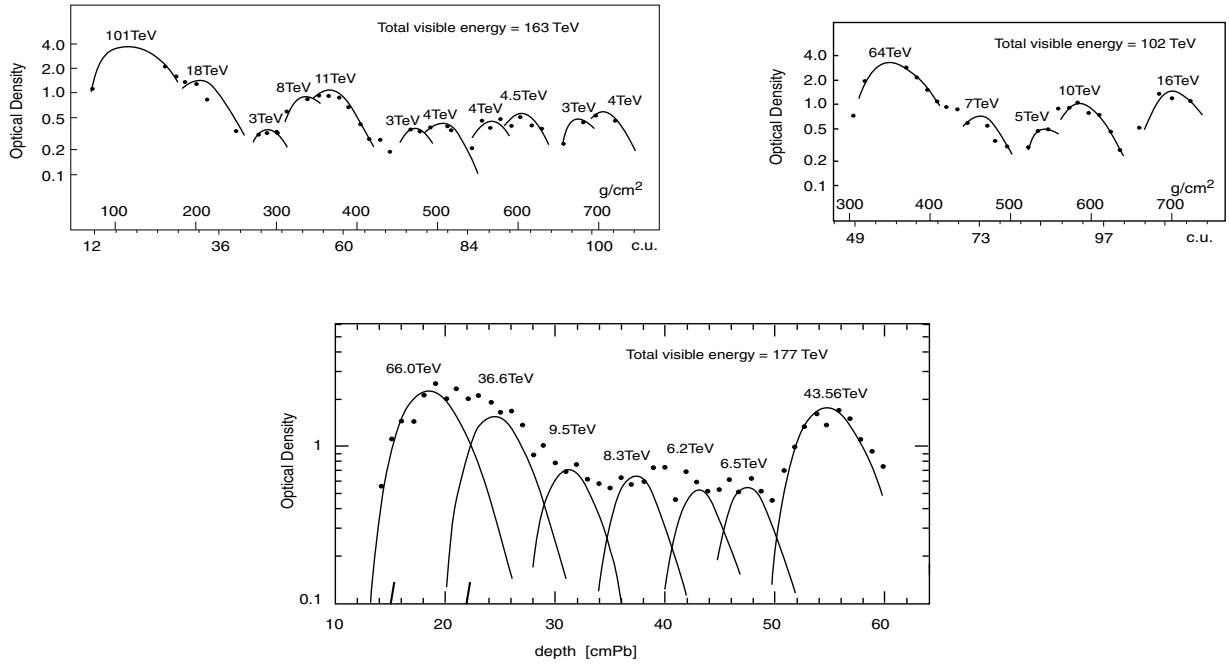 Total visible energy = 163 TeV
101TeV
18TeV
3TeV
8TeV
11TeV
3TeV
4TeV
4TeV
4.5TeV
3TeV
4TeV
Optical Density
4.0
2.0
1.0
0.5
0.2
0.1
g/cm2
100 200 300 400 500 600 700
12 36 60 84 100 c.u.
Total visible energy = 102 TeV
64TeV
7TeV
5TeV
10TeV
16TeV
Optical Density
4.0
2.0
1.0
0.5
0.2
0.1
g/cm2
300 400 500 600 700
49 73 97 c.u.
Total visible energy = 177 TeV
66.0TeV
36.6TeV
9.5TeV
8.3TeV
6.2TeV
6.5TeV
43.56TeV
Optical Density
1
0.1
10 20 30 40 50 60
depth [cmPb]